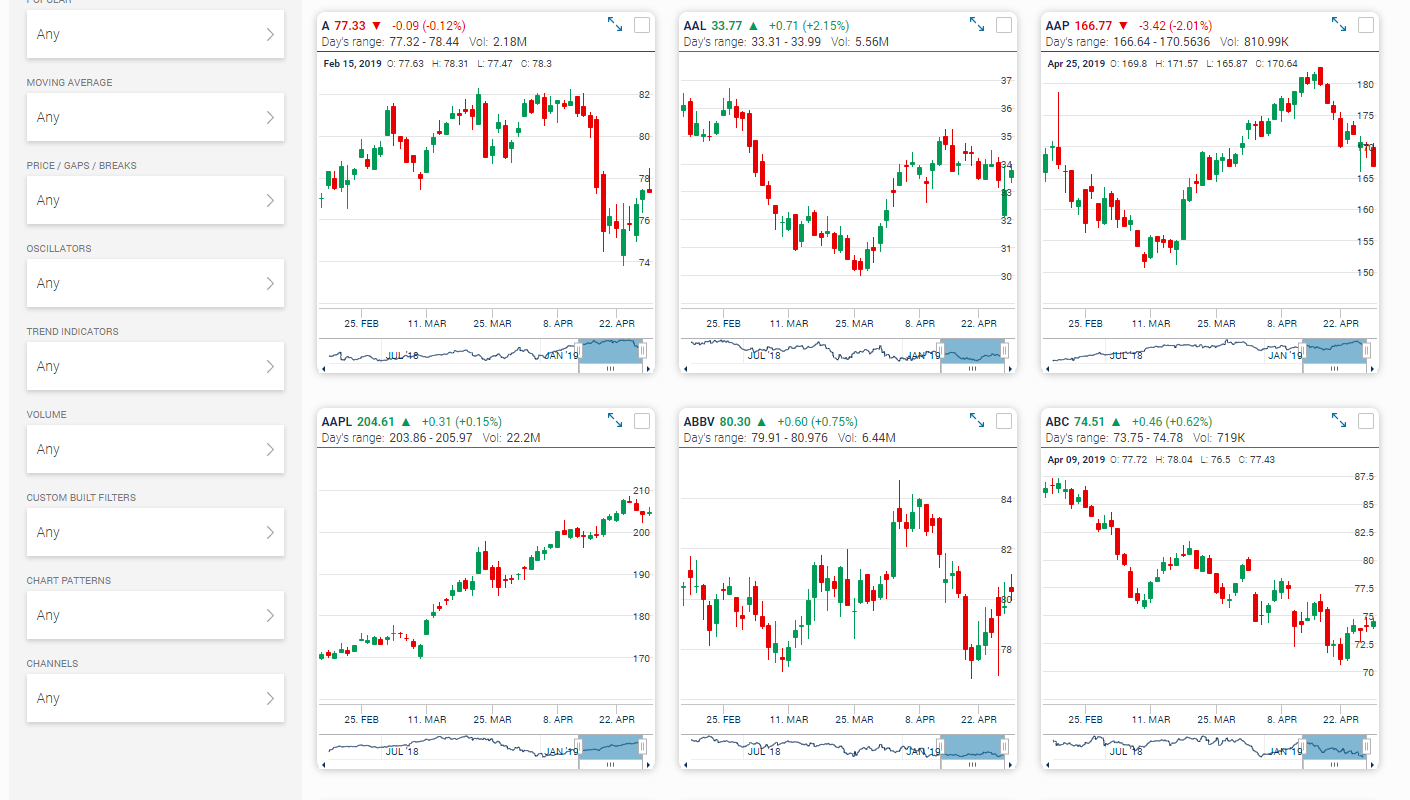 POPULAR
Any
MOVING AVERAGE
Any
PRICE / GAPS / BREAKS
Any
OSCILLATORS
Any
TREND INDICATORS
Any
VOLUME
Any
CUSTOM BUILT FILTERS
Any
CHART PATTERNS
Any
CHANNELS
Any
A 77.33 ▼ -0.09 (-0.12%)
Day's range: 77.32 - 78.44 Vol: 2.18M
Feb 15, 2019 O: 77.63 H: 78.31 L: 77.47 C: 78.3
82
80
78
76
74
25. FEB 11. MAR 25. MAR 8. APR 22. APR
JUL '18 JAN '19
AAL 33.77 ▲ +0.71 (+2.15%)
Day's range: 33.31 - 33.99 Vol: 5.56M
37
36
35
34
33
32
31
30
25. FEB 11. MAR 25. MAR 8. APR 22. APR
JUL '18 JAN '19
AAP 166.77 ▼ -3.42 (-2.01%)
Day's range: 166.64 - 170.5636 Vol: 810.99K
Apr 25, 2019 O: 169.8 H: 171.57 L: 165.87 C: 170.64
180
175
170
165
160
155
150
25. FEB 11. MAR 25. MAR 8. APR 22. APR
JUL '18 JAN '19
AAPL 204.61 ▲ +0.31 (+0.15%)
Day's range: 203.86 - 205.97 Vol: 22.2M
210
200
190
180
170
25. FEB 11. MAR 25. MAR 8. APR 22. APR
JUL '18 JAN '19
ABBV 80.30 ▲ +0.60 (+0.75%)
Day's range: 79.91 - 80.976 Vol: 6.44M
84
82
80
78
25. FEB 11. MAR 25. MAR 8. APR 22. APR
JUL '18 JAN '19
ABC 74.51 ▲ +0.46 (+0.62%)
Day's range: 73.75 - 74.78 Vol: 719K
Apr 09, 2019 O: 77.72 H: 78.04 L: 76.5 C: 77.43
87.5
85
82.5
80
77.5
75
72.5
70
25. FEB 11. MAR 25. MAR 8. APR 22. APR
JUL '18 JAN '19